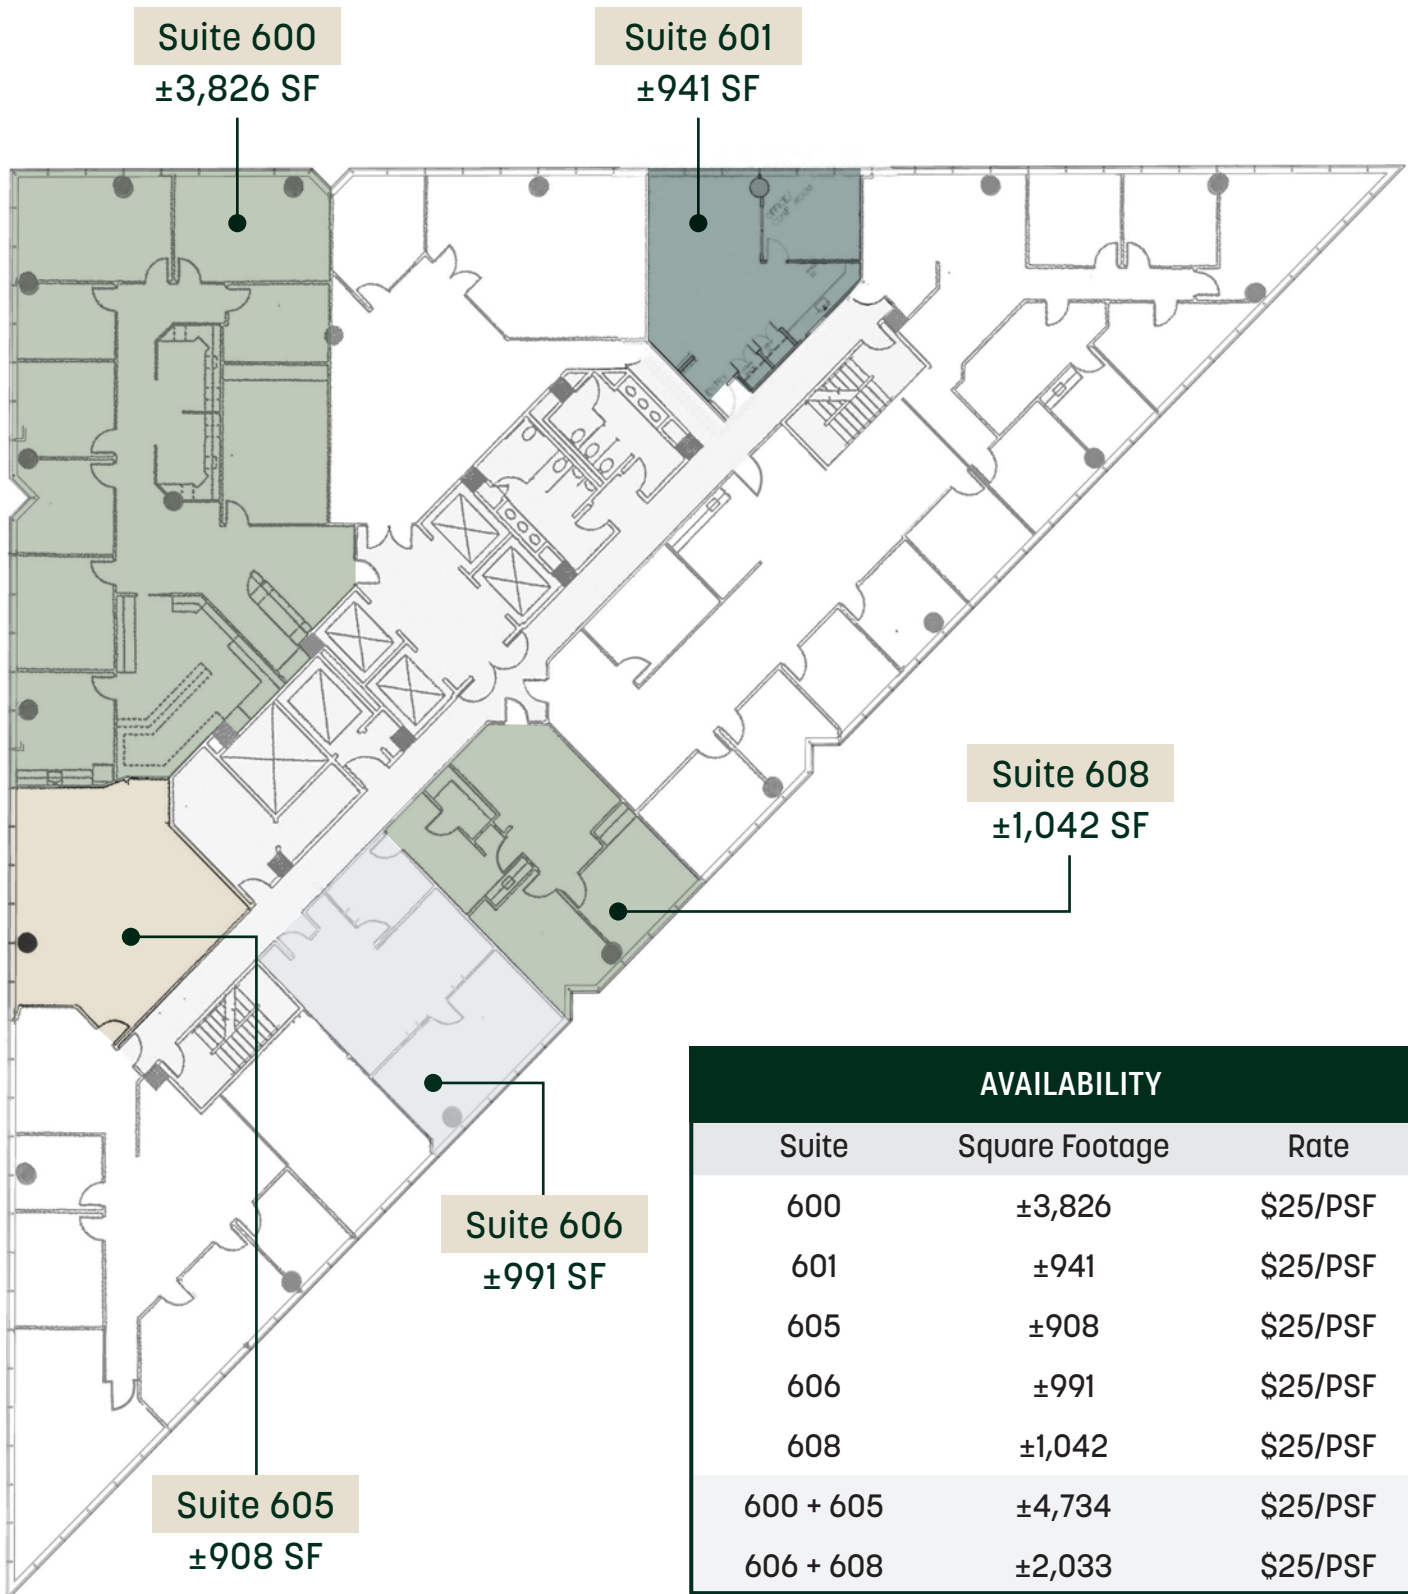 Suite 600
±3,826 SF
Suite 601
±941 SF
OFFICE/
CONF ROOM
Suite 608
±1,042 SF
Suite 606
±991 SF
Suite 605
±908 SF
AVAILABILITY
Suite Square Footage Rate
600 ±3,826 $25/PSF
601 ±941 $25/PSF
605 ±908 $25/PSF
606 ±991 $25/PSF
608 ±1,042 $25/PSF
600 + 605 ±4,734 $25/PSF
606 + 608 ±2,033 $25/PSF